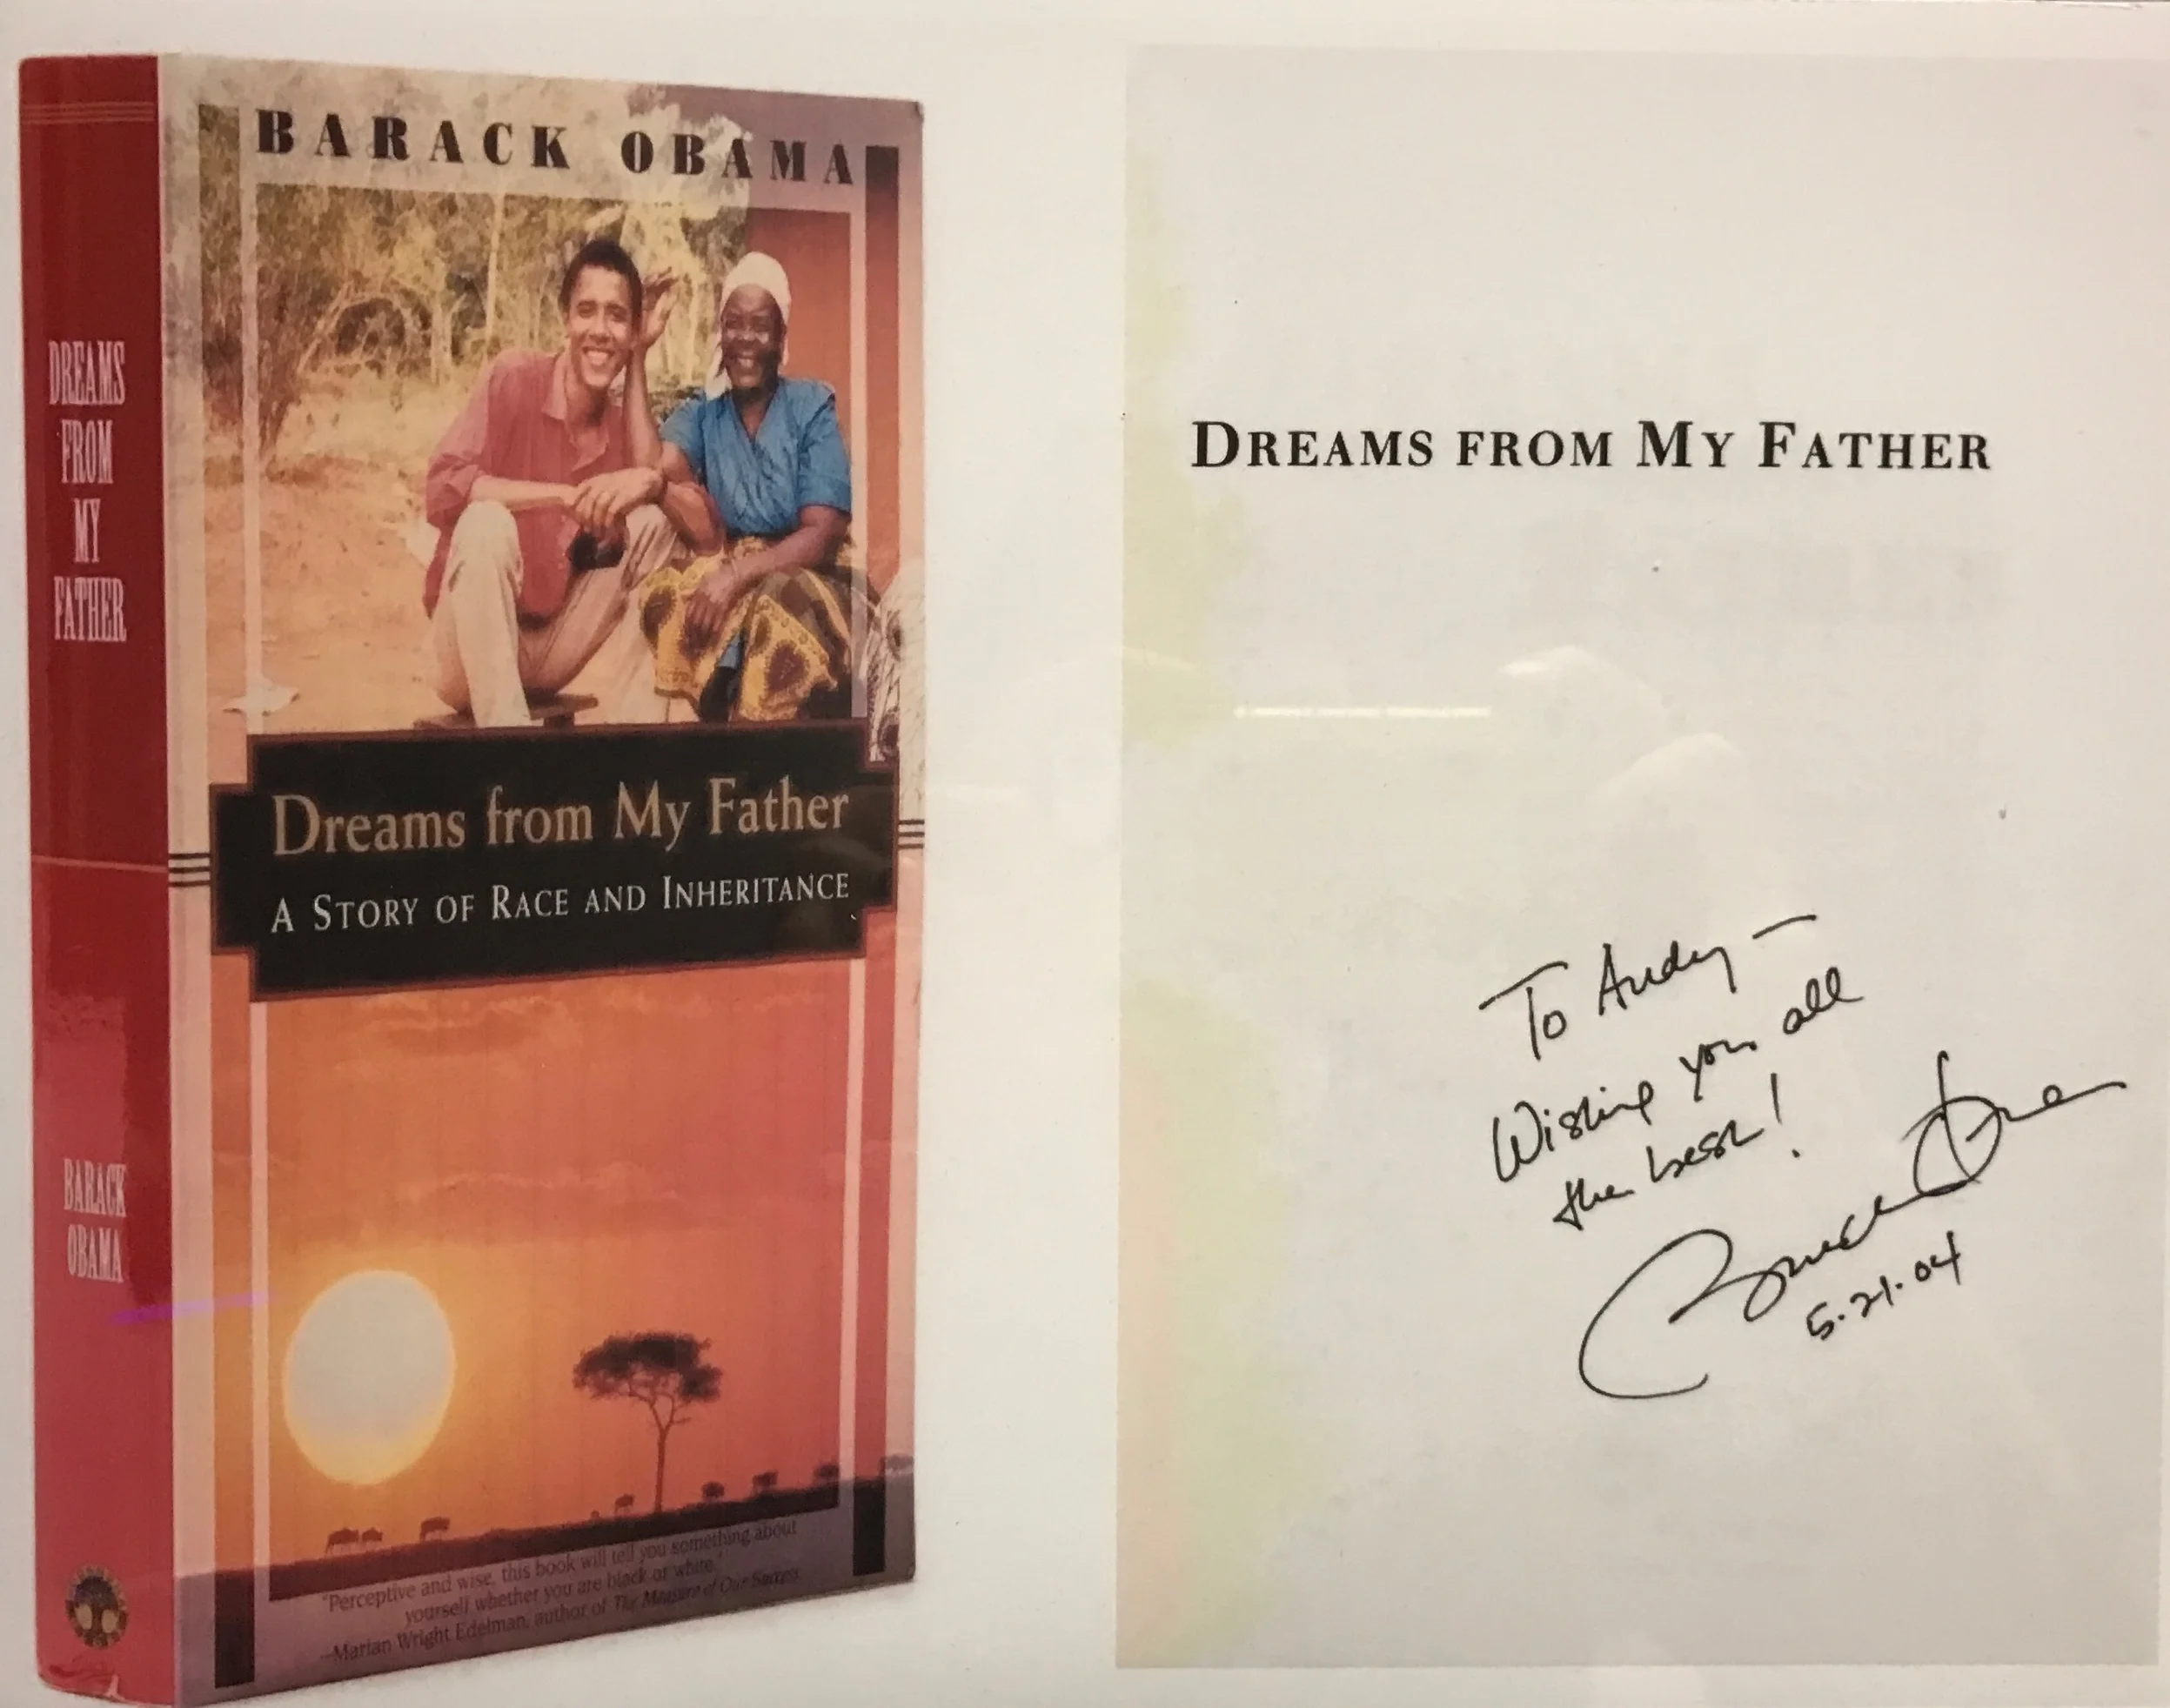 DREAMS
FROM
MY
FATHER
BARACK
OBAMA
BARACK OBAMA
Dreams from My Father
A STORY OF RACE AND INHERITANCE
"Perceptive and wise, this book will tell you something about
yourself whether you are black or white."
—Marian Wright Edelman, author of The Measure of Our Success
DREAMS FROM MY FATHER
To Andy —
Wishing you all
the best!
Barack Obama
5.21.04